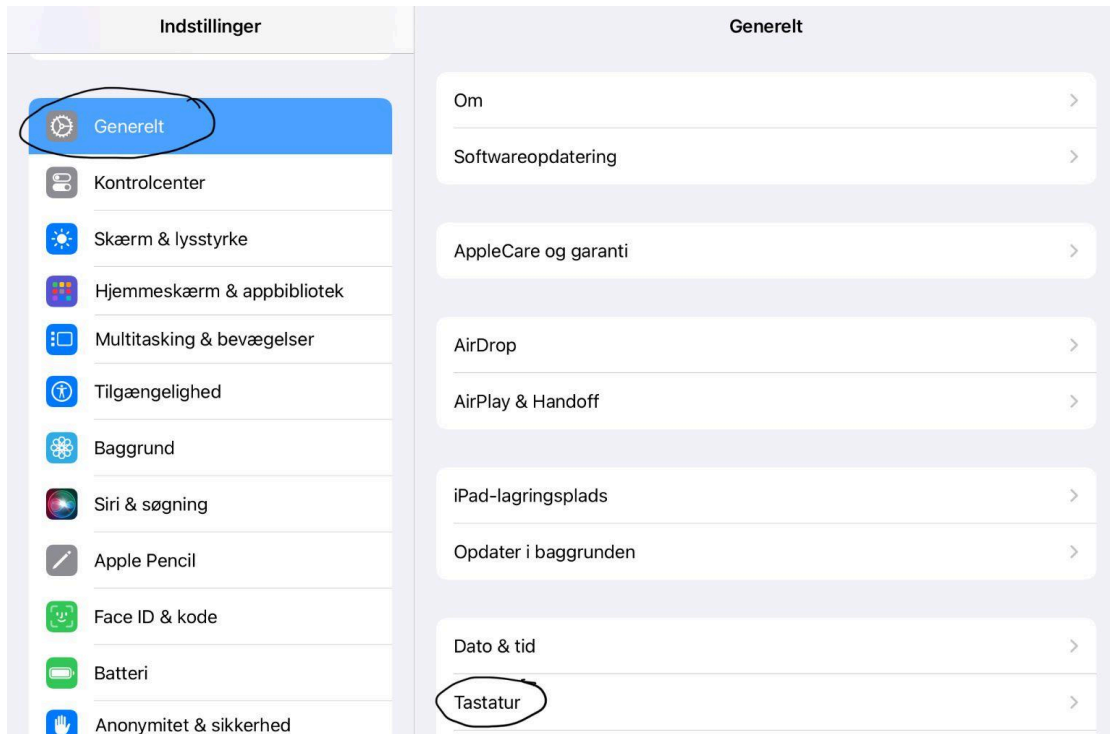 Indstillinger
Generelt
Kontrolcenter
Skærm & lysstyrke
Hjemmeskærm & appbibliotek
Multitasking & bevægelser
Tilgængelighed
Baggrund
Siri & søgning
Apple Pencil
Face ID & kode
Batteri
Anonymitet & sikkerhed
Generelt
Om
Softwareopdatering
AppleCare og garanti
AirDrop
AirPlay & Handoff
iPad-lagringsplads
Opdater i baggrunden
Dato & tid
Tastatur